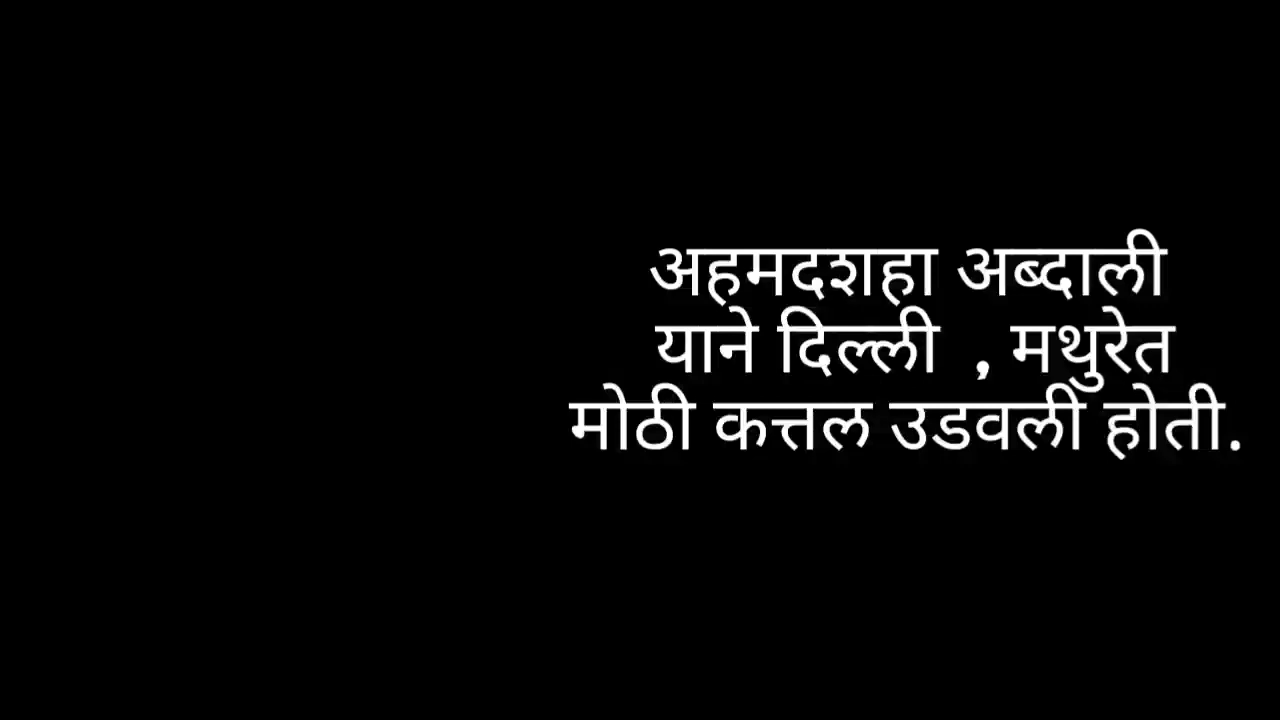 अहमदशहा अब्दाली
याने दिल्ली , मथुरेत
मोठी कत्तल उडवली होती.